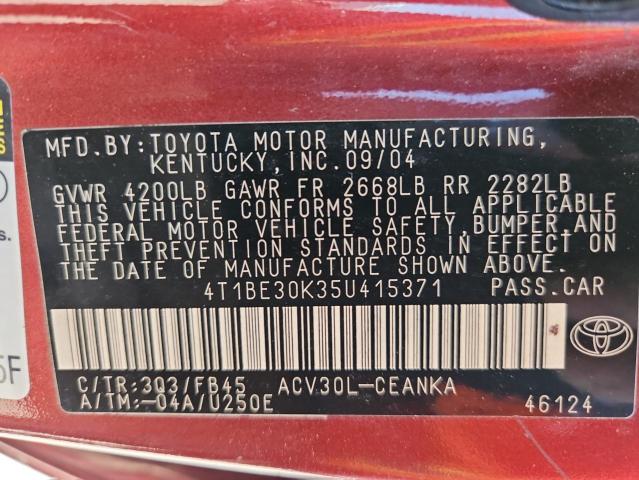 MFD.BY:TOYOTA MOTOR MANUFACTURING,
KENTUCKY,INC.09/04
GVWR 4200LB GAWR FR 2668LB RR 2282LB
THIS VEHICLE CONFORMS TO ALL APPLICABLE
FEDERAL MOTOR VEHICLE SAFETY,BUMPER,AND
THEFT PREVENTION STANDARDS IN EFFECT ON
THE DATE OF MANUFACTURE SHOWN ABOVE.
4T1BE30K35U415371 PASS.CAR
C/TR:3Q3/FB45 ACV30L-CEANKA
A/TM:-04A/U250E 46124